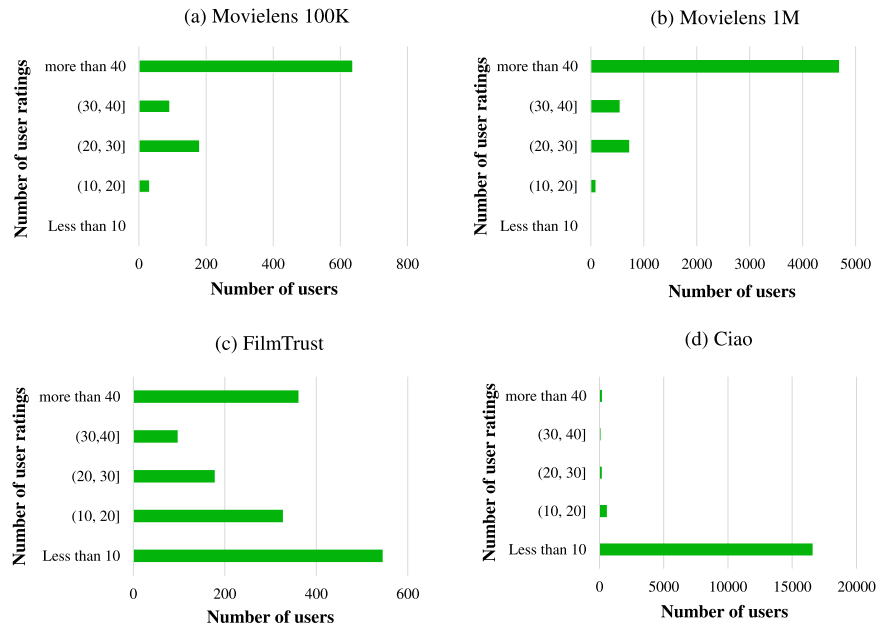 (a) Movielens 100K
Number of user ratings
more than 40
(30, 40]
(20, 30]
(10, 20]
Less than 10
0 200 400 600 800
Number of users
(b) Movielens 1M
Number of user ratings
more than 40
(30, 40]
(20, 30]
(10, 20]
Less than 10
0 1000 2000 3000 4000 5000
Number of users
(c) FilmTrust
Number of user ratings
more than 40
(30,40]
(20, 30]
(10, 20]
Less than 10
0 200 400 600
Number of users
(d) Ciao
Number of user ratings
more than 40
(30, 40]
(20, 30]
(10, 20]
Less than 10
0 5000 10000 15000 20000
Number of users